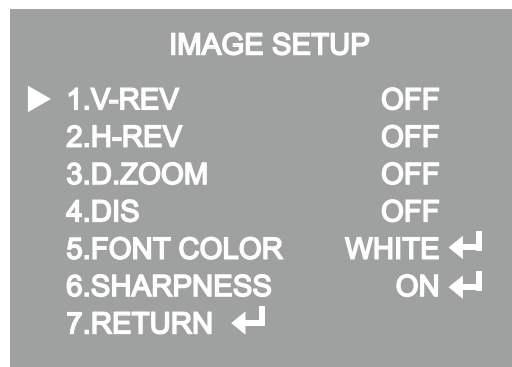 IMAGE SETUP
1.V-REV OFF
2.H-REV OFF
3.D.ZOOM OFF
4.DIS OFF
5.FONT COLOR WHITE
6.SHARPNESS ON
7.RETURN